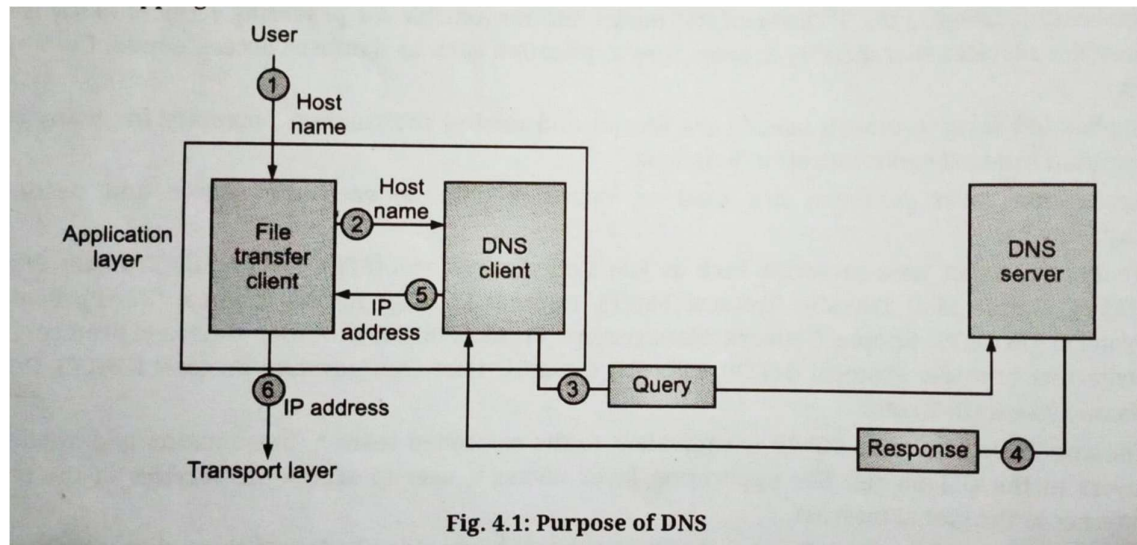 User
1
Host
name
Host
name
2
Application
layer
File
transfer
client
DNS
client
DNS
server
5
IP
address
3
Query
6
IP address
Response
4
Transport layer
Fig. 4.1: Purpose of DNS